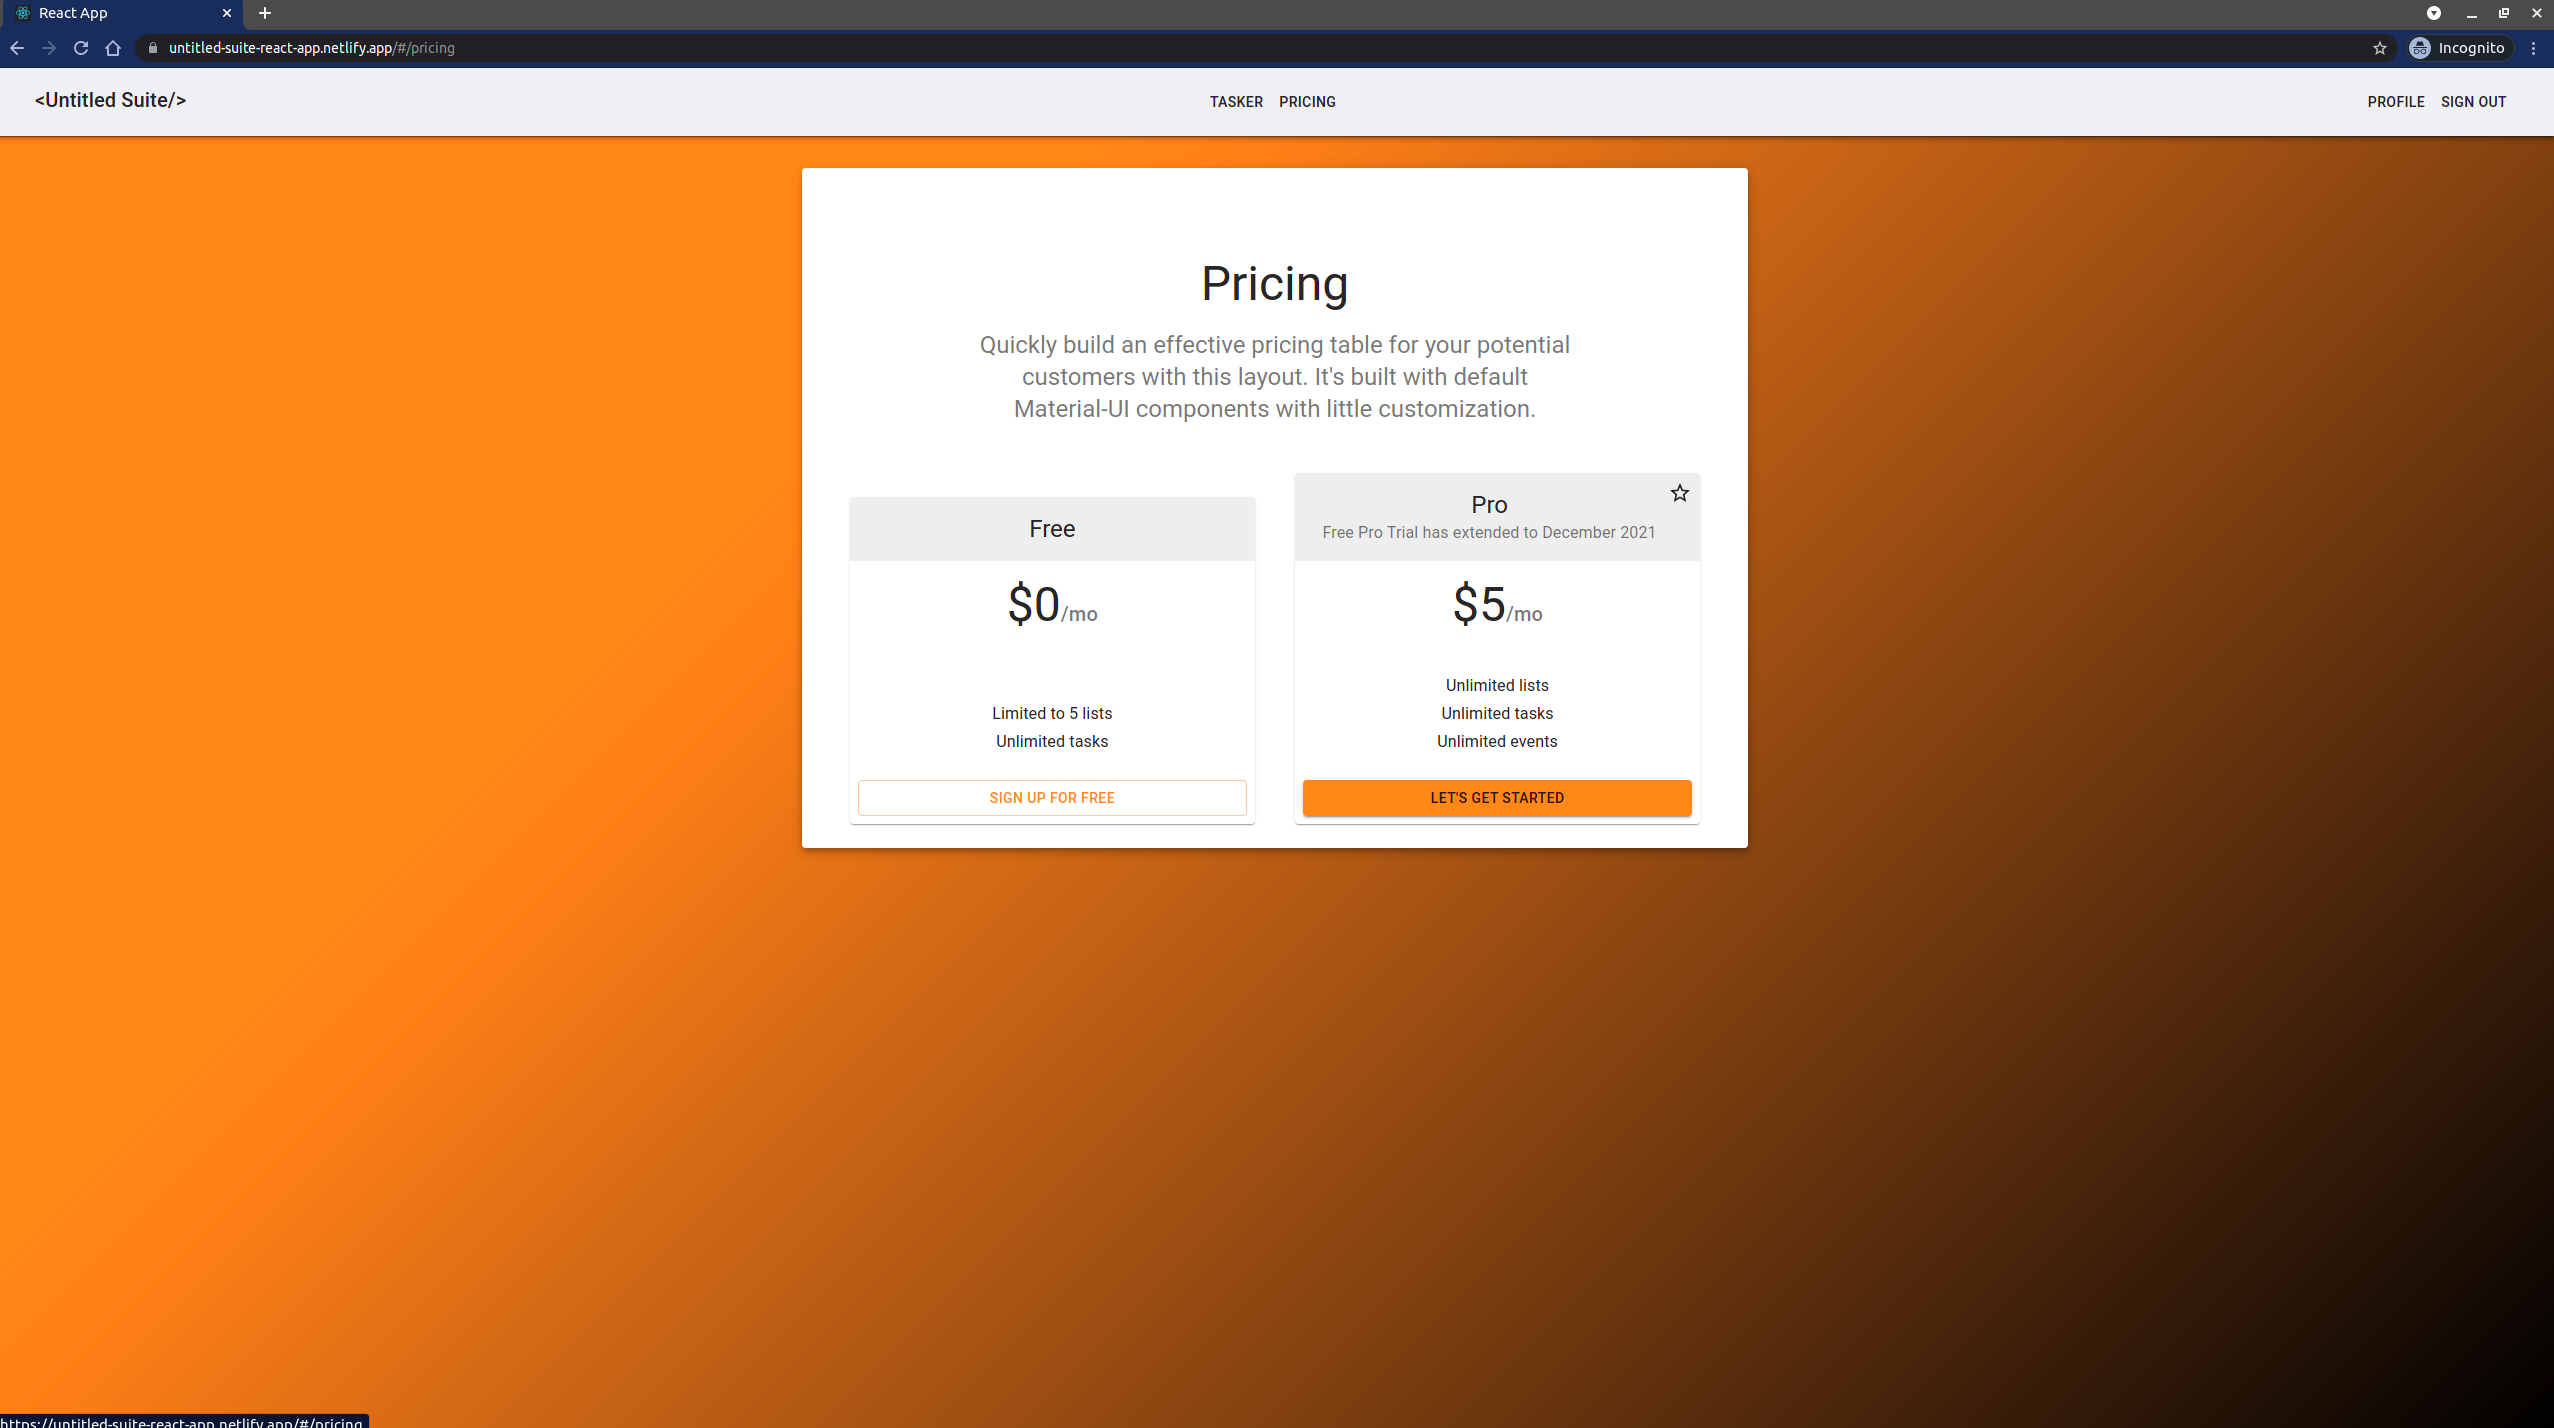 React App
untitled-suite-react-app.netlify.app/#/pricing
Incognito
<Untitled Suite/>
TASKER PRICING
PROFILE SIGN OUT
Pricing
Quickly build an effective pricing table for your potential
customers with this layout. It's built with default
Material-UI components with little customization.
Free
$0/mo
Limited to 5 lists
Unlimited tasks
SIGN UP FOR FREE
Pro
Free Pro Trial has extended to December 2021
$5/mo
Unlimited lists
Unlimited tasks
Unlimited events
LET'S GET STARTED
https://untitled-suite-react-app.netlify.app/#/pricing